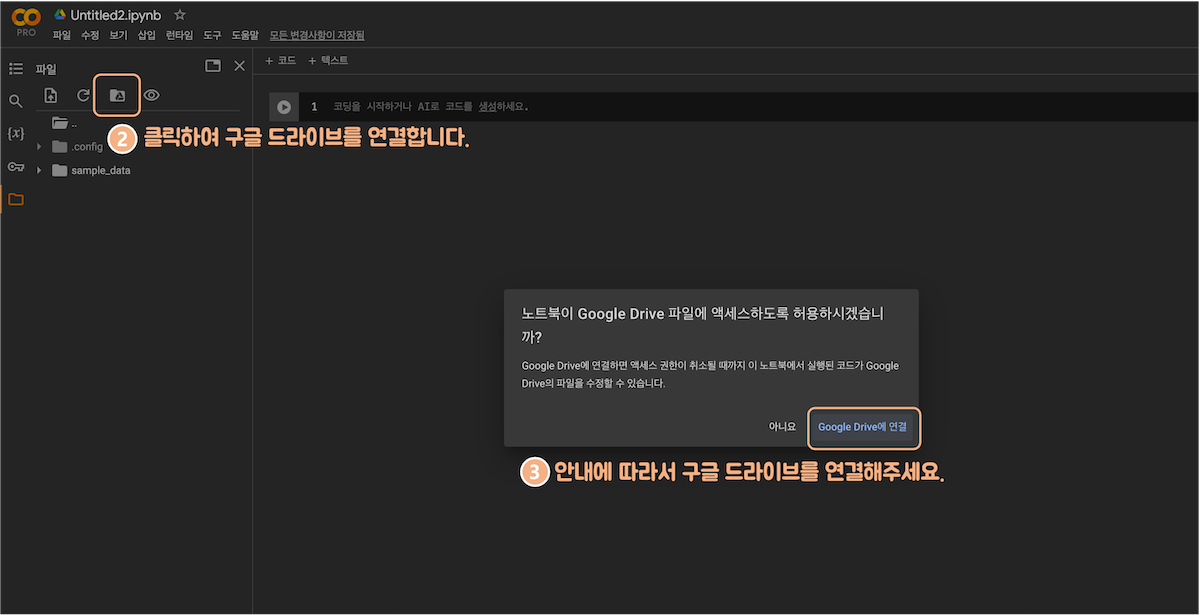 CO
PRO
Untitled2.ipynb
파일 수정 보기 삽입 런타임 도구 도움말 모든 변경사항이 저장됨
파일
+ 코드 + 텍스트
1 코딩을 시작하거나 AI로 코드를 생성하세요.
{x}
..
2 클릭하여 구글 드라이브를 연결합니다.
.config
sample_data
노트북이 Google Drive 파일에 액세스하도록 허용하시겠습니
까?
Google Drive에 연결하면 액세스 권한이 취소될 때까지 이 노트북에서 실행된 코드가 Google
Drive의 파일을 수정할 수 있습니다.
아니요 Google Drive에 연결
3 안내에 따라서 구글 드라이브를 연결해주세요.